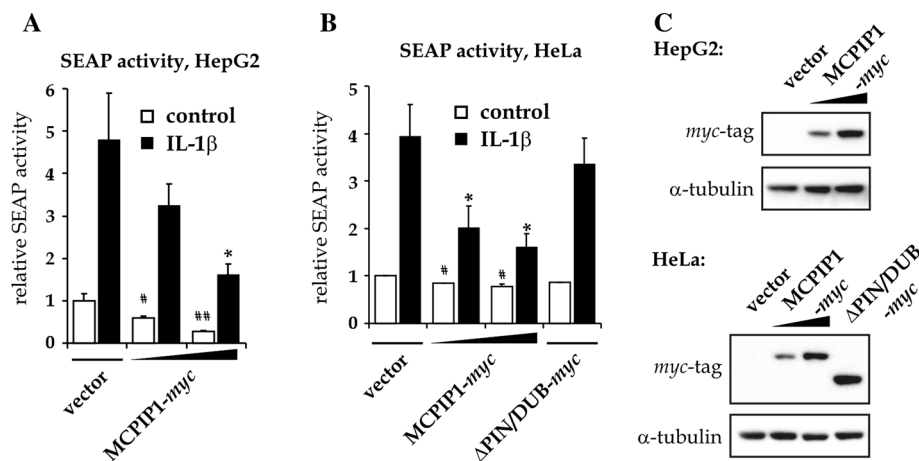 A
SEAP activity, HepG2
relative SEAP activity
6
5
4
3
2
1
0
control
IL-1β
#
##
*
vector
MCPIP1-myc
B
SEAP activity, HeLa
relative SEAP activity
5
4
3
2
1
0
control
IL-1β
*
*
#
#
vector
MCPIP1-myc
ΔPIN/DUB-myc
C
HepG2:
vector
MCPIP1
-myc
myc-tag
α-tubulin
HeLa:
vector
MCPIP1
-myc
ΔPIN/DUB
-myc
myc-tag
α-tubulin